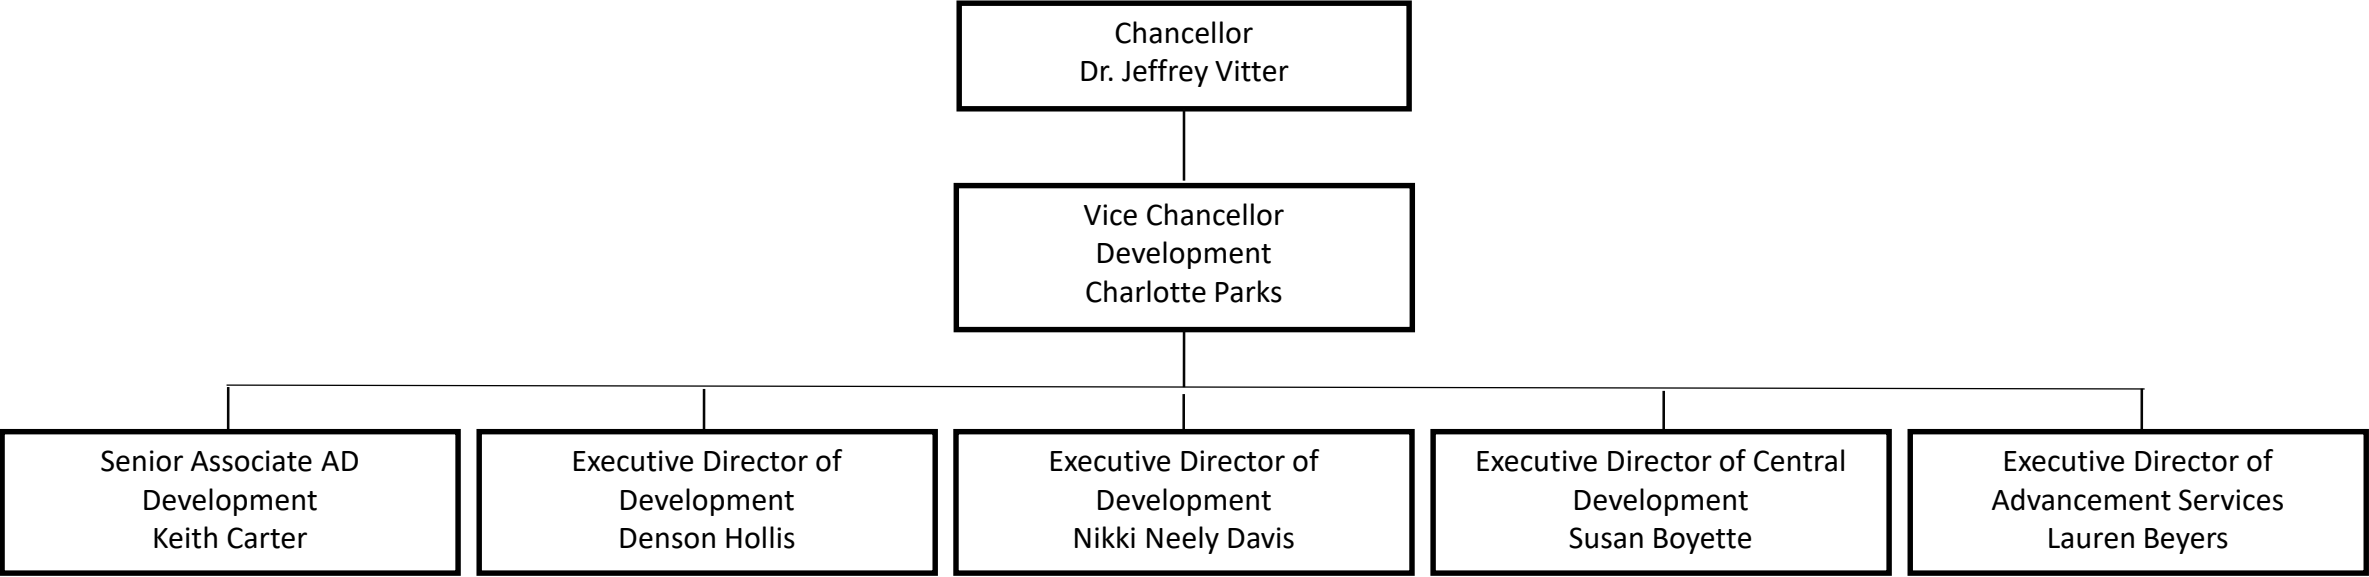 Chancellor
Dr. Jeffrey Vitter
Vice Chancellor
Development
Charlotte Parks
Senior Associate AD
Development
Keith Carter
Executive Director of
Development
Denson Hollis
Executive Director of
Development
Nikki Neely Davis
Executive Director of Central
Development
Susan Boyette
Executive Director of
Advancement Services
Lauren Beyers